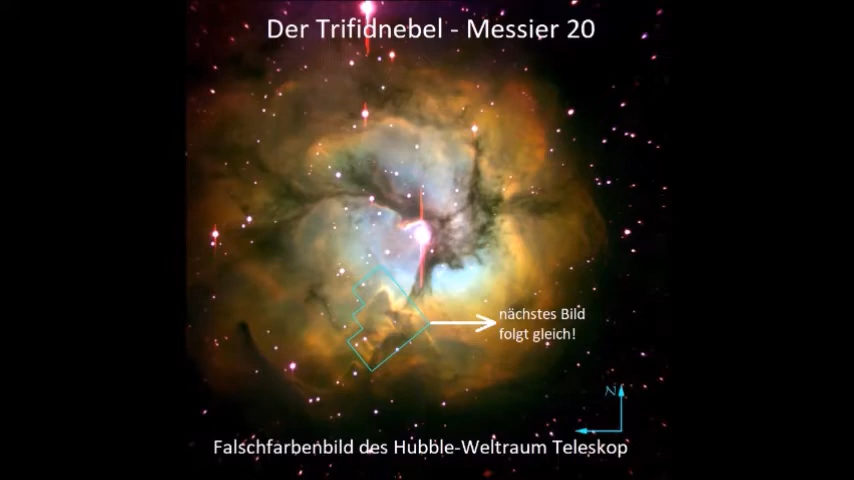 Der Trifidnebel - Messier 20
nächstes Bild
folgt gleich!
N
Falschfarbenbild des Hubble-Weltraum Teleskop